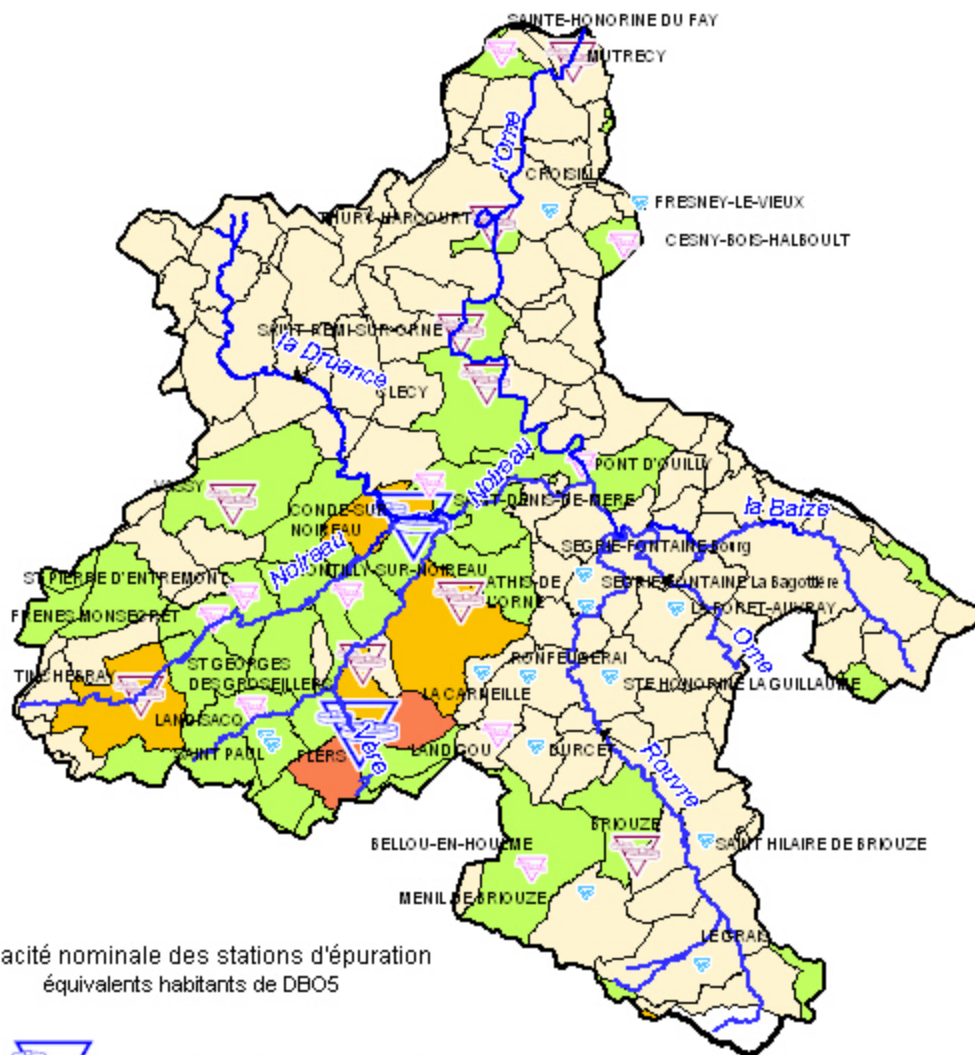 SAINTE-HONORINE DU FAY
MUTRECY
l'Orne
FRESNEY-LE-VIEUX
THURY-HARCOURT
CESNY-BOIS-HALBOULT
SAINT-REMI-SUR-ORNE
la Druance
CLECY
Noireau
PONT D'OUILLY
VASSY
SAINT-DENIS-DE-MERE
CONDE-SUR-
NOIREAU
la Baize
SEGRIE-FONTAINE Bourg
Noireau
ST PIERRE D'ENTREMONT
ATHIS-DE
L'ORNE
SEGRIE-FONTAINE La Bagottière
LA FORET-AUVRAY
FRENES MONSECRET
Orne
ST GEORGES
DES GROSEILLERS
RONFEUGERAI
TINCHEBRAI
LA CARNEILLE
STE HONORINE LA GUILLAUME
LANDISACQ
SAINT PAUL
FLERS
Vère
LANDIGOU
DURCET
Rouvre
BRIOUZE
BELLOU-EN-HOULME
SAINT HILAIRE DE BRIOUZE
MENIL DE BRIOUZE
LE GRAIS
acité nominale des stations d'épuration
équivalents habitants de DBO5